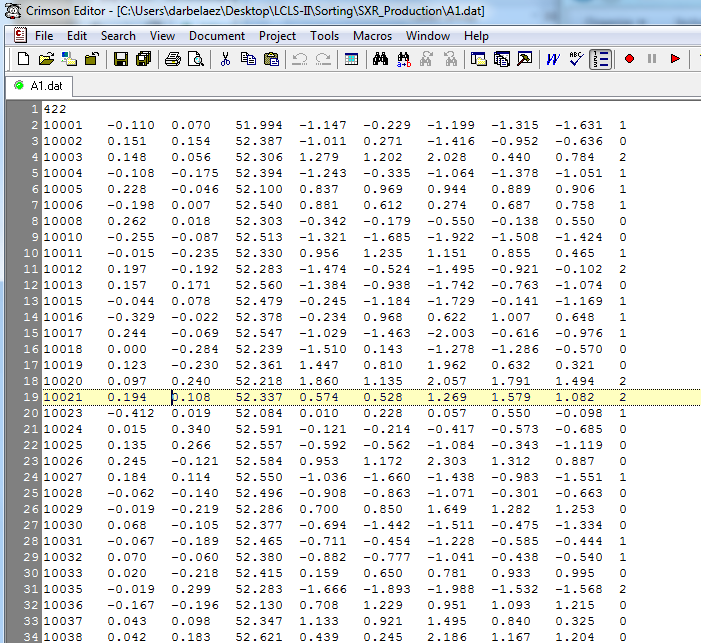 Crimson Editor - [C:\Users\darbelaez\Desktop\LCLS-II\Sorting\SXR_Production\A1.dat]
File Edit Search View Document Project Tools Macros Window Help
A1.dat
1 422
2 10001 -0.110 0.070 51.994 -1.147 -0.229 -1.199 -1.315 -1.631 1
3 10002 0.151 0.154 52.387 -1.011 0.271 -1.416 -0.952 -0.636 0
4 10003 0.148 0.056 52.306 1.279 1.202 2.028 0.440 0.784 2
5 10004 -0.108 -0.175 52.394 -1.243 -0.335 -1.064 -1.378 -1.051 1
6 10005 0.228 -0.046 52.100 0.837 0.969 0.944 0.889 0.906 1
7 10006 -0.198 0.007 52.540 0.881 0.612 0.274 0.687 0.758 1
8 10008 0.262 0.018 52.303 -0.342 -0.179 -0.550 -0.138 0.550 0
9 10010 -0.255 -0.087 52.513 -1.321 -1.685 -1.922 -1.508 -1.424 0
10 10011 -0.015 -0.235 52.330 0.956 1.235 1.151 0.855 0.465 1
11 10012 0.197 -0.192 52.283 -1.474 -0.524 -1.495 -0.921 -0.102 2
12 10013 0.157 0.171 52.560 -1.384 -0.938 -1.742 -0.763 -1.074 0
13 10015 -0.044 0.078 52.479 -0.245 -1.184 -1.729 -0.141 -1.169 1
14 10016 -0.329 -0.022 52.378 -0.234 0.968 0.622 1.007 0.648 1
15 10017 0.244 -0.069 52.547 -1.029 -1.463 -2.003 -0.616 -0.976 1
16 10018 0.000 -0.284 52.239 -1.510 0.143 -1.278 -1.286 -0.570 0
17 10019 0.123 -0.230 52.361 1.447 0.810 1.962 0.632 0.321 0
18 10020 0.097 0.240 52.218 1.860 1.135 2.057 1.791 1.494 2
19 10021 0.194 0.108 52.337 0.574 0.528 1.269 1.579 1.082 2
20 10023 -0.412 0.019 52.084 0.010 0.228 0.057 0.550 -0.098 1
21 10024 0.015 0.340 52.591 -0.121 -0.214 -0.417 -0.573 -0.685 0
22 10025 0.135 0.266 52.557 -0.592 -0.562 -1.084 -0.343 -1.119 0
23 10026 0.245 -0.121 52.584 0.953 1.172 2.303 1.312 0.887 0
24 10027 0.184 0.114 52.550 -1.036 -1.660 -1.438 -0.983 -1.551 1
25 10028 -0.062 -0.140 52.496 -0.908 -0.863 -1.071 -0.301 -0.663 0
26 10029 -0.019 -0.219 52.286 0.700 0.850 1.649 1.282 1.253 0
27 10030 0.068 -0.105 52.377 -0.694 -1.442 -1.511 -0.475 -1.334 0
28 10031 -0.067 -0.189 52.465 -0.711 -0.454 -1.228 -0.585 -0.444 1
29 10032 0.070 -0.060 52.380 -0.882 -0.777 -1.041 -0.438 -0.540 1
30 10033 0.020 -0.218 52.415 0.159 0.650 0.781 0.933 0.995 0
31 10035 -0.019 0.299 52.283 -1.666 -1.893 -1.988 -1.532 -1.568 2
32 10036 -0.167 -0.196 52.130 0.708 1.229 0.951 1.093 1.215 0
33 10037 0.043 0.098 52.347 1.133 0.921 1.495 0.840 0.325 0
34 10038 0.042 0.183 52.621 0.439 0.245 2.186 1.167 1.204 0